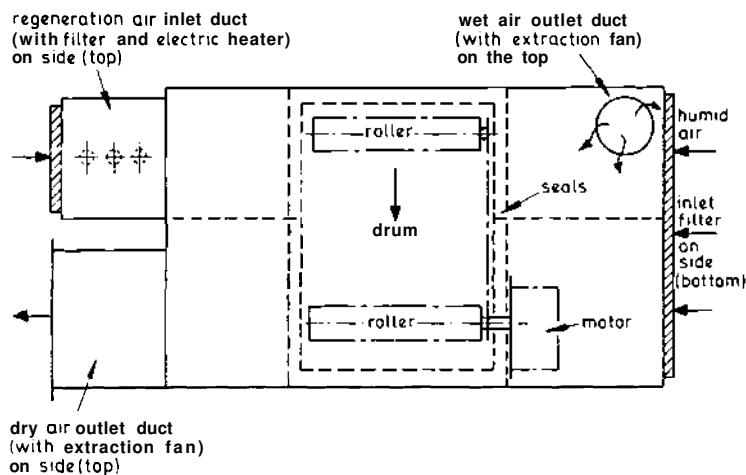 regeneration air inlet duct
(with filter and electric heater)
on side (top)
wet air outlet duct
(with extraction fan)
on the top
humid
air
roller
seals
drum
inlet
filter
on
side
(bottom)
roller
motor
dry air outlet duct
(with extraction fan)
on side (top)